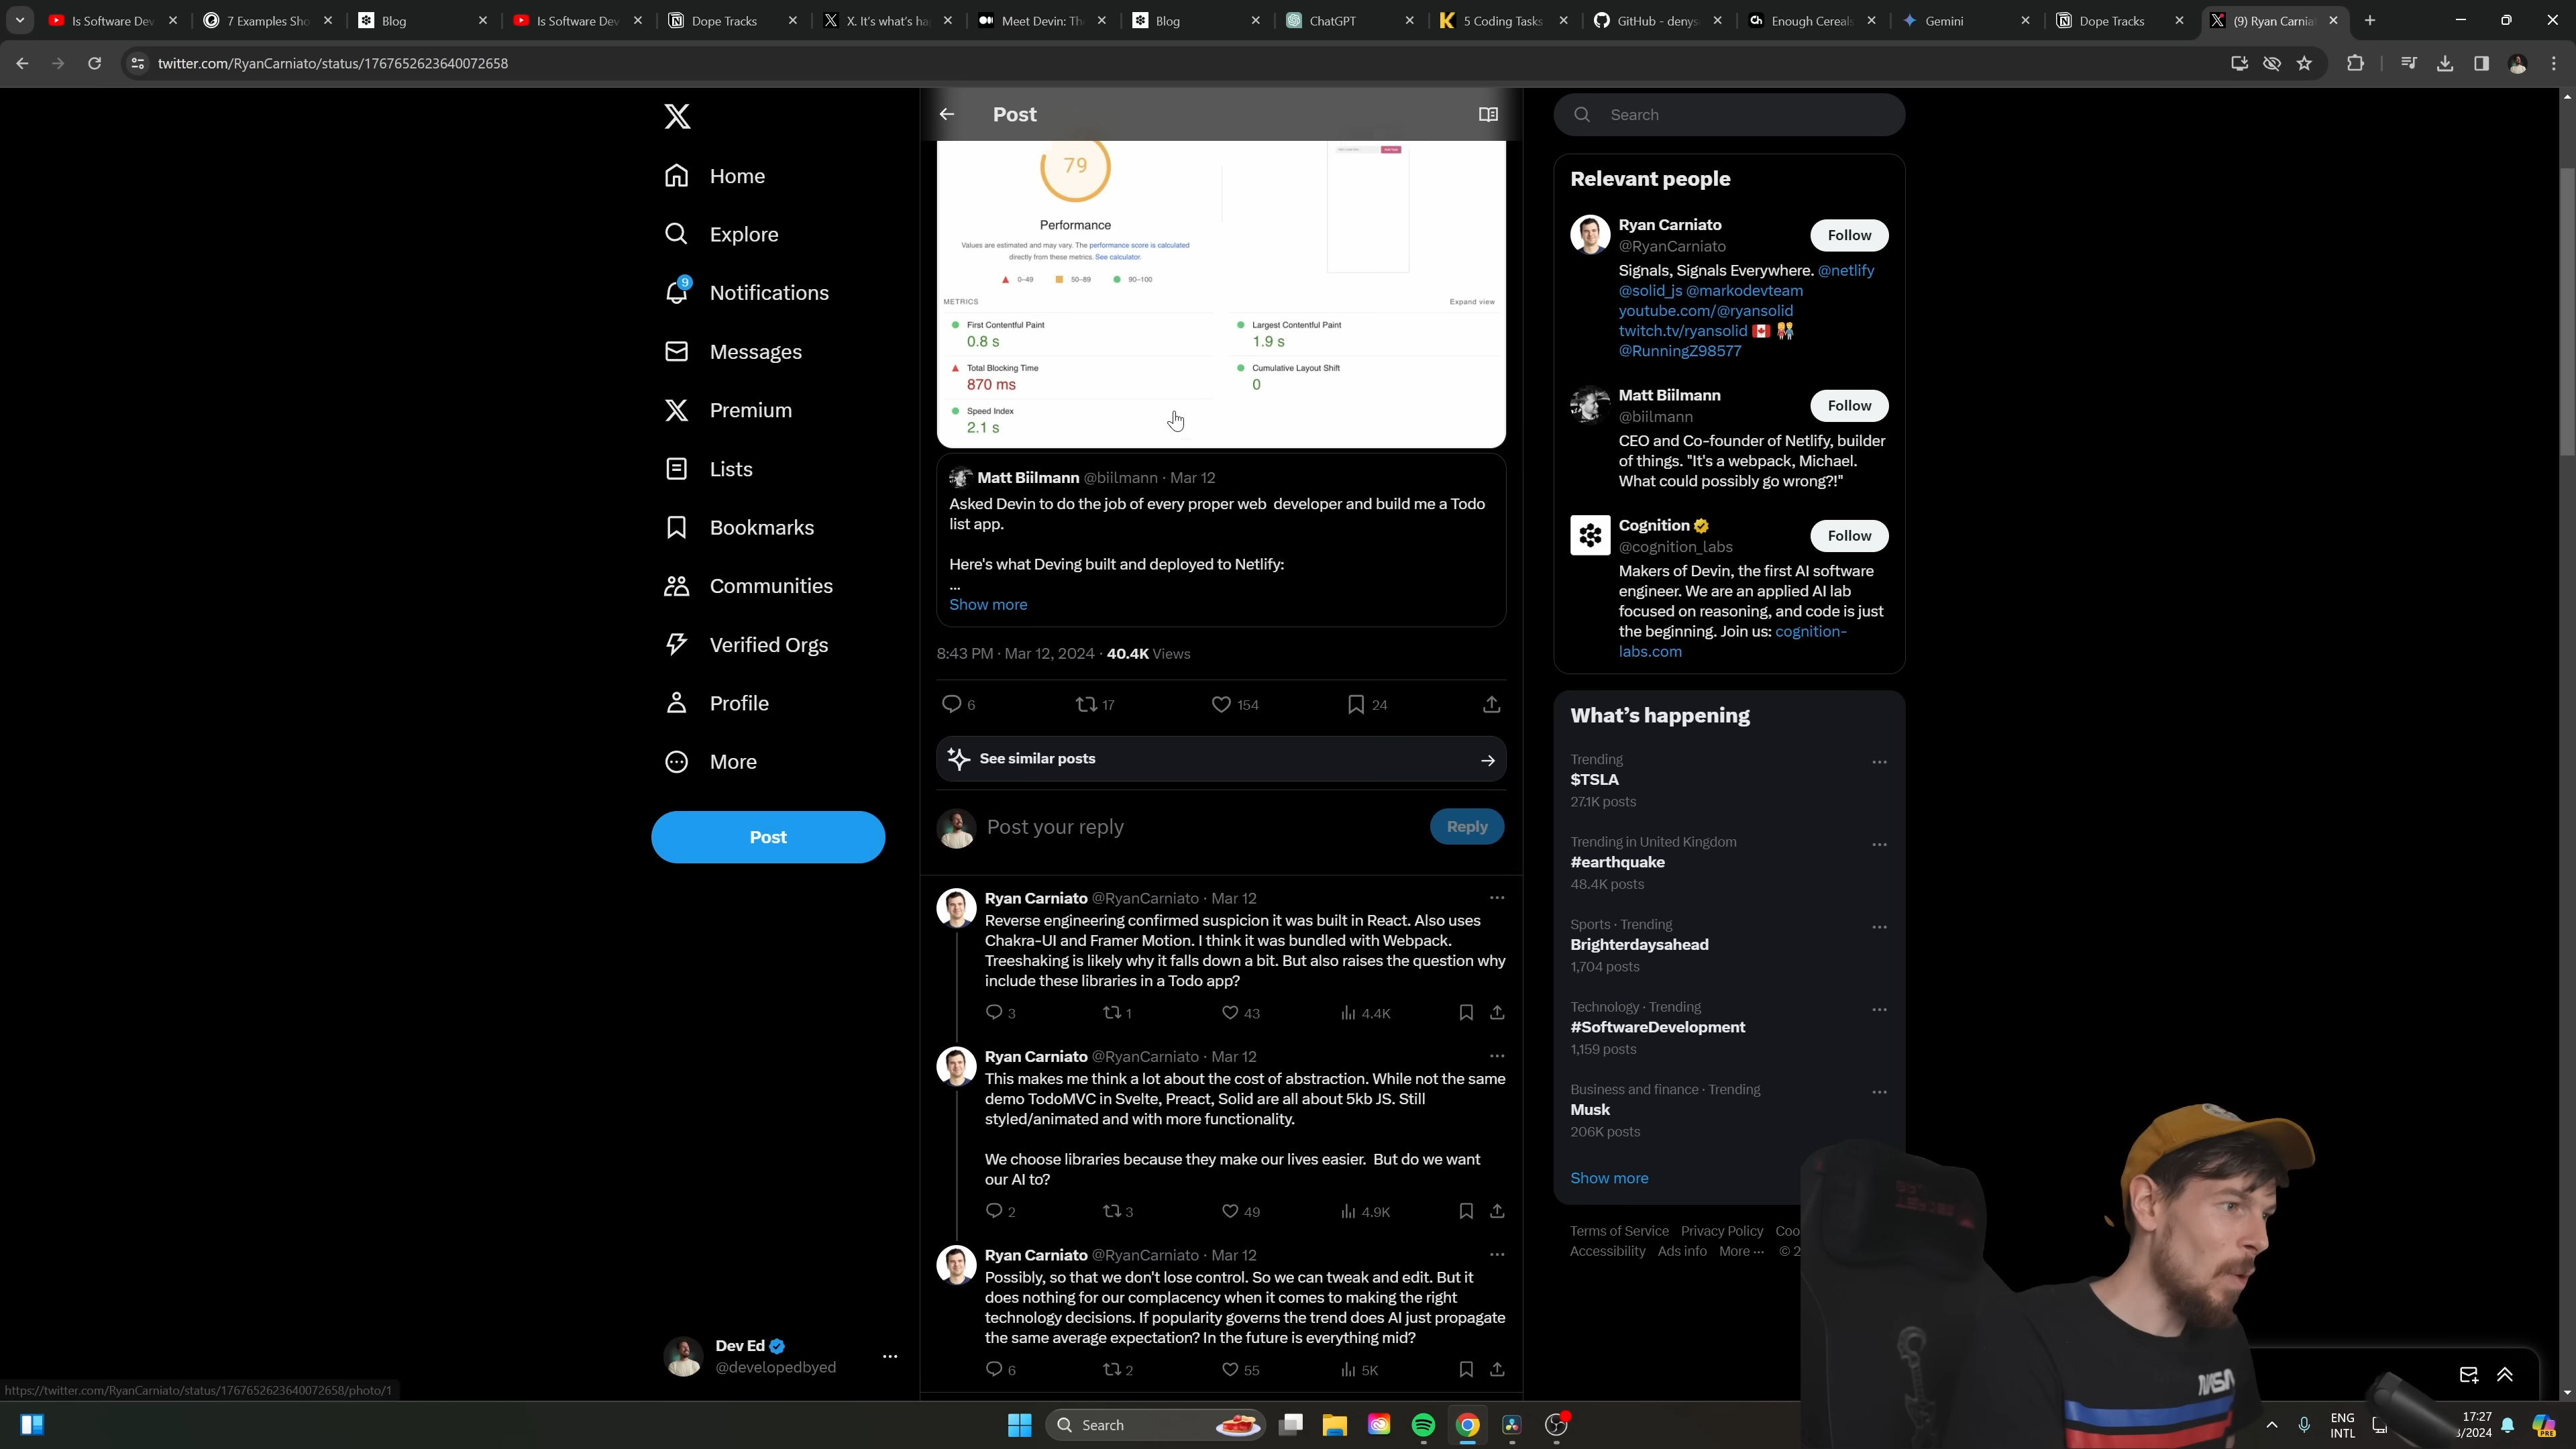 Is Software Dev
7 Examples Sho
Blog
Is Software Dev
Dope Tracks
X. It's what's ha
Meet Devin: Th
Blog
ChatGPT
5 Coding Tasks
GitHub - denys
Enough Cereals
Gemini
Dope Tracks
(9) Ryan Carnia
twitter.com/RyanCarniato/status/1767652623640072658
Home
Explore
9
Notifications
Messages
Premium
Lists
Bookmarks
Communities
Verified Orgs
Profile
More
Post
Dev Ed
@developedbyed
Post
79
Performance
Values are estimated and may vary. The performance score is calculated
directly from these metrics. See calculator.
0–49
50–89
90–100
METRICS
Expand view
First Contentful Paint
0.8 s
Largest Contentful Paint
1.9 s
Total Blocking Time
870 ms
Cumulative Layout Shift
0
Speed Index
2.1 s
Matt Biilmann @biilmann · Mar 12
Asked Devin to do the job of every proper web developer and build me a Todo
list app.
Here's what Deving built and deployed to Netlify:
...
Show more
8:43 PM · Mar 12, 2024 · 40.4K Views
6
17
154
24
See similar posts
Post your reply
Reply
Ryan Carniato @RyanCarniato · Mar 12
Reverse engineering confirmed suspicion it was built in React. Also uses
Chakra-UI and Framer Motion. I think it was bundled with Webpack.
Treeshaking is likely why it falls down a bit. But also raises the question why
include these libraries in a Todo app?
3
1
43
4.4K
Ryan Carniato @RyanCarniato · Mar 12
This makes me think a lot about the cost of abstraction. While not the same
demo TodoMVC in Svelte, Preact, Solid are all about 5kb JS. Still
styled/animated and with more functionality.
We choose libraries because they make our lives easier. But do we want
our AI to?
2
3
49
4.9K
Ryan Carniato @RyanCarniato · Mar 12
Possibly, so that we don't lose control. So we can tweak and edit. But it
does nothing for our complacency when it comes to making the right
technology decisions. If popularity governs the trend does AI just propagate
the same average expectation? In the future is everything mid?
6
2
55
5K
Search
Relevant people
Ryan Carniato
@RyanCarniato
Follow
Signals, Signals Everywhere. @netlify
@solid_js @markodevteam
youtube.com/@ryansolid
twitch.tv/ryansolid
@RunningZ98577
Matt Biilmann
@biilmann
Follow
CEO and Co-founder of Netlify, builder
of things. "It's a webpack, Michael.
What could possibly go wrong?!"
Cognition
@cognition_labs
Follow
Makers of Devin, the first AI software
engineer. We are an applied AI lab
focused on reasoning, and code is just
the beginning. Join us: cognition-
labs.com
What's happening
Trending
$TSLA
27.1K posts
Trending in United Kingdom
#earthquake
48.4K posts
Sports · Trending
Brighterdaysahead
1,704 posts
Technology · Trending
#SoftwareDevelopment
1,159 posts
Business and finance · Trending
Musk
206K posts
Show more
Terms of Service Privacy Policy Coo
Accessibility Ads info More ··· © 2
NASA
https://twitter.com/RyanCarniato/status/1767652623640072658/photo/1
Search
ENG
INTL
17:27
3/2024
PRE